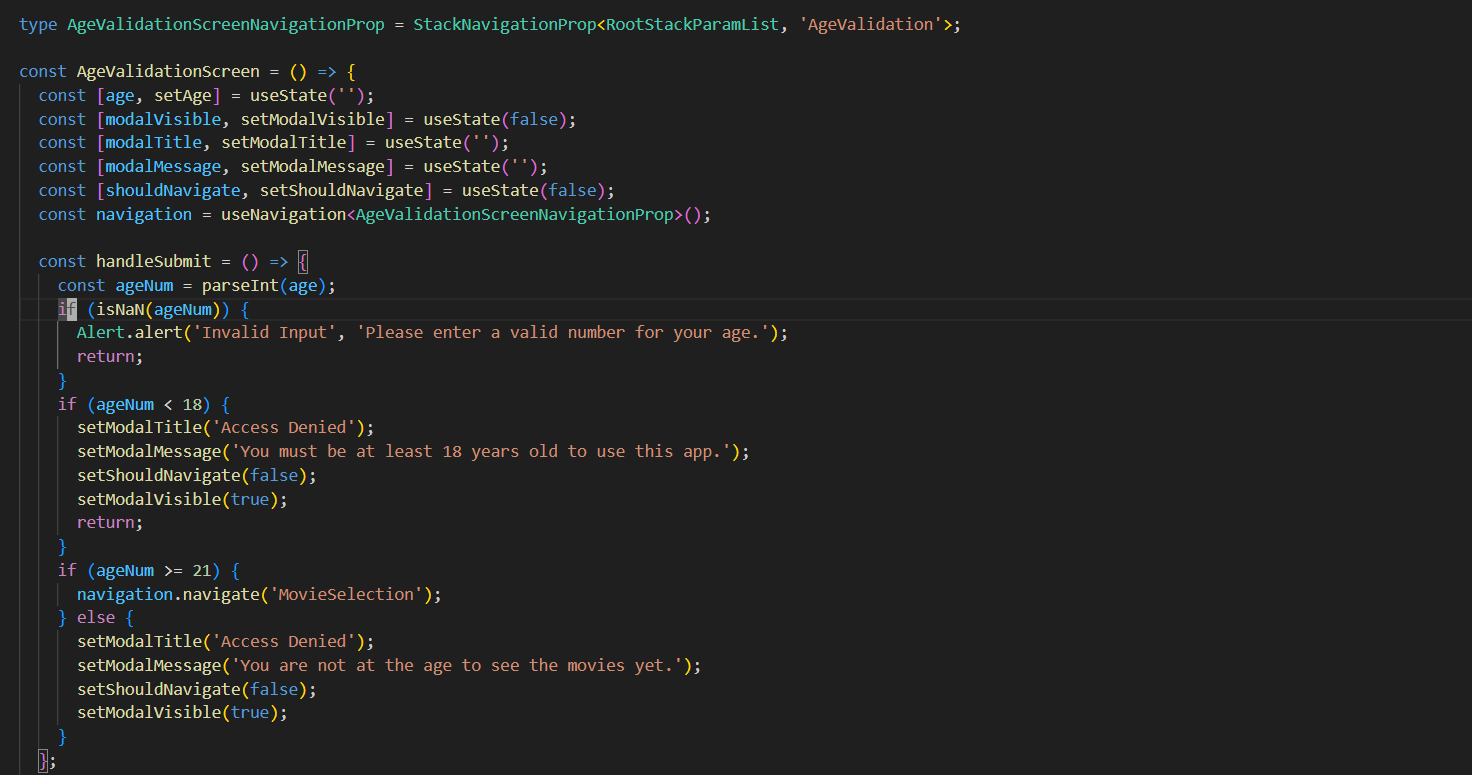 type AgeValidationScreenNavigationProp = StackNavigationProp<RootStackParamList, 'AgeValidation'>;

const AgeValidationScreen = () => {
  const [age, setAge] = useState('');
  const [modalVisible, setModalVisible] = useState(false);
  const [modalTitle, setModalTitle] = useState('');
  const [modalMessage, setModalMessage] = useState('');
  const [shouldNavigate, setShouldNavigate] = useState(false);
  const navigation = useNavigation<AgeValidationScreenNavigationProp>();

  const handleSubmit = () => {
    const ageNum = parseInt(age);
    if (isNaN(ageNum)) {
      Alert.alert('Invalid Input', 'Please enter a valid number for your age.');
      return;
    }
    if (ageNum < 18) {
      setModalTitle('Access Denied');
      setModalMessage('You must be at least 18 years old to use this app.');
      setShouldNavigate(false);
      setModalVisible(true);
      return;
    }
    if (ageNum >= 21) {
      navigation.navigate('MovieSelection');
    } else {
      setModalTitle('Access Denied');
      setModalMessage('You are not at the age to see the movies yet.');
      setShouldNavigate(false);
      setModalVisible(true);
    }
  };